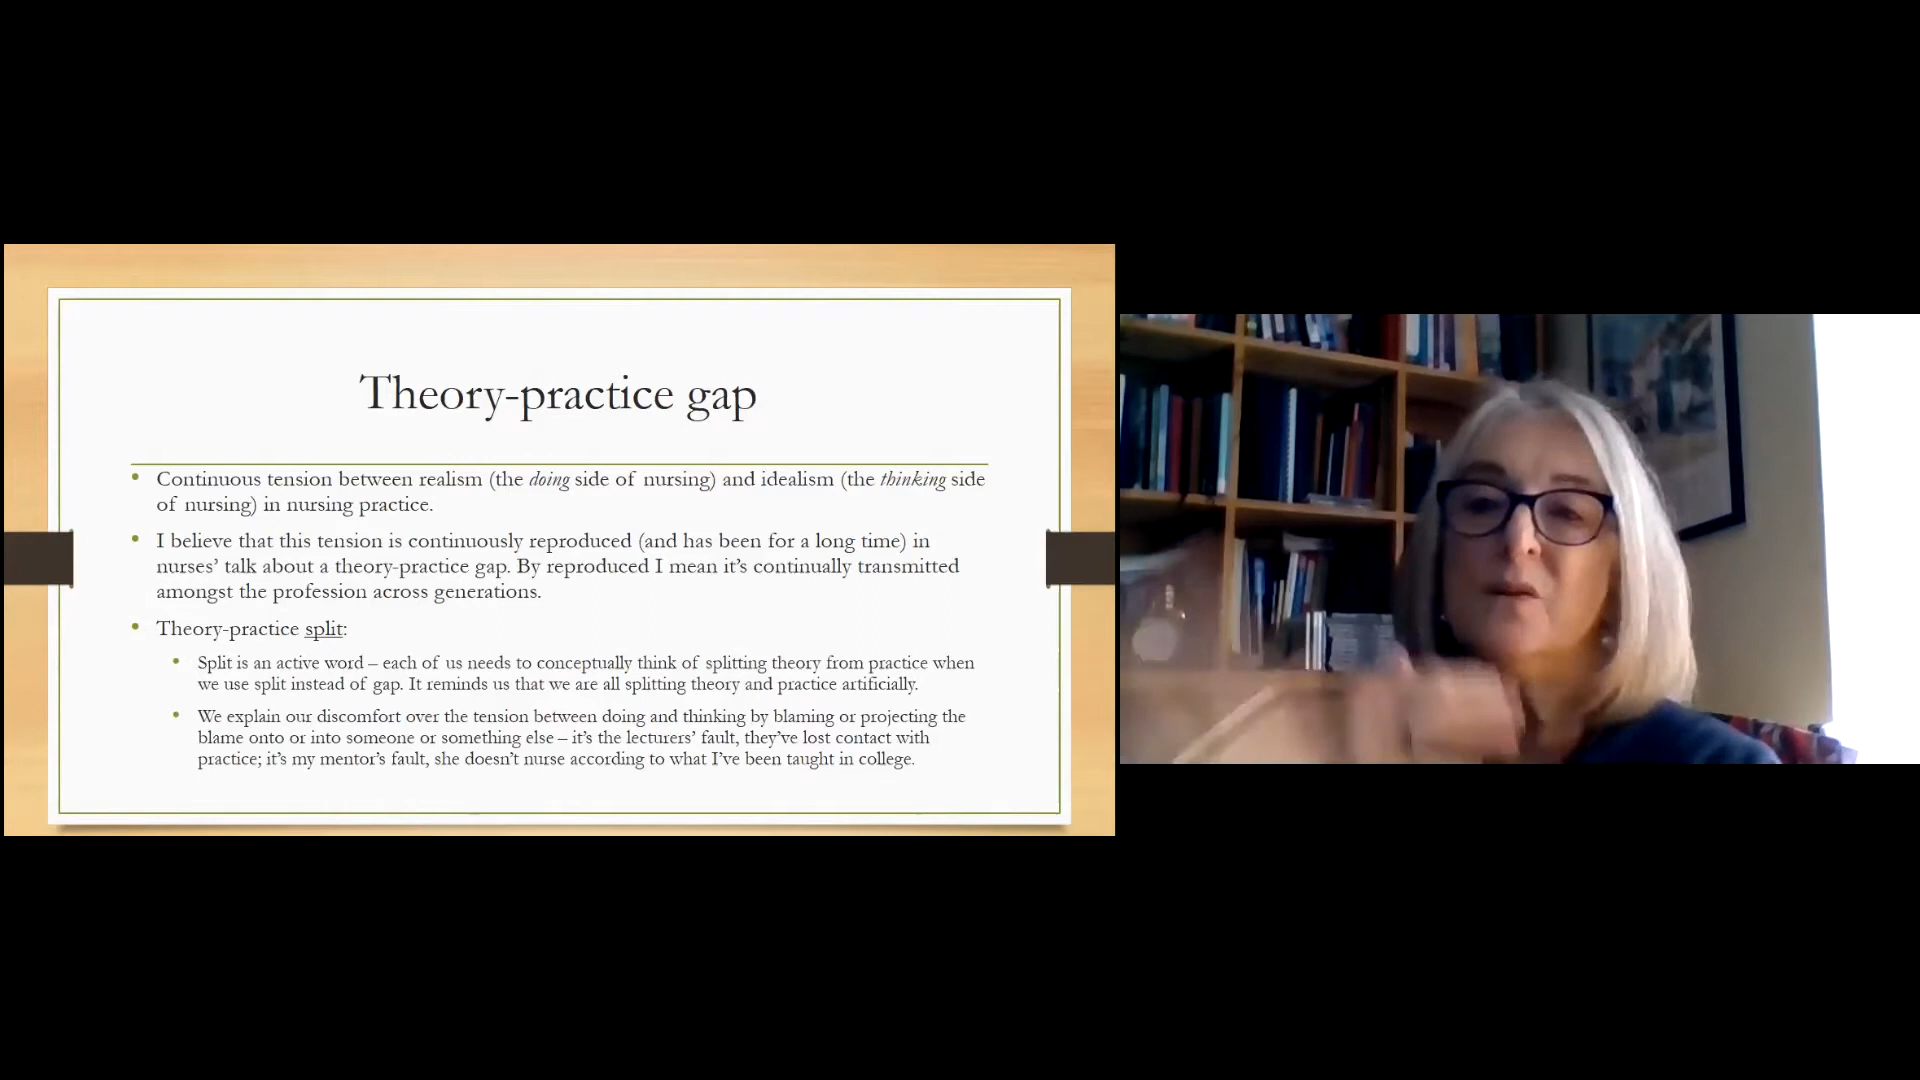 Theory-practice gap
• Continuous tension between realism (the doing side of nursing) and idealism (the thinking side
of nursing) in nursing practice.
• I believe that this tension is continuously reproduced (and has been for a long time) in
nurses’ talk about a theory-practice gap. By reproduced I mean it’s continually transmitted
amongst the profession across generations.
• Theory-practice split:
• Split is an active word – each of us needs to conceptually think of splitting theory from practice when
we use split instead of gap. It reminds us that we are all splitting theory and practice artificially.
• We explain our discomfort over the tension between doing and thinking by blaming or projecting the
blame onto or into someone or something else – it’s the lecturers’ fault, they’ve lost contact with
practice; it’s my mentor’s fault, she doesn’t nurse according to what I’ve been taught in college.